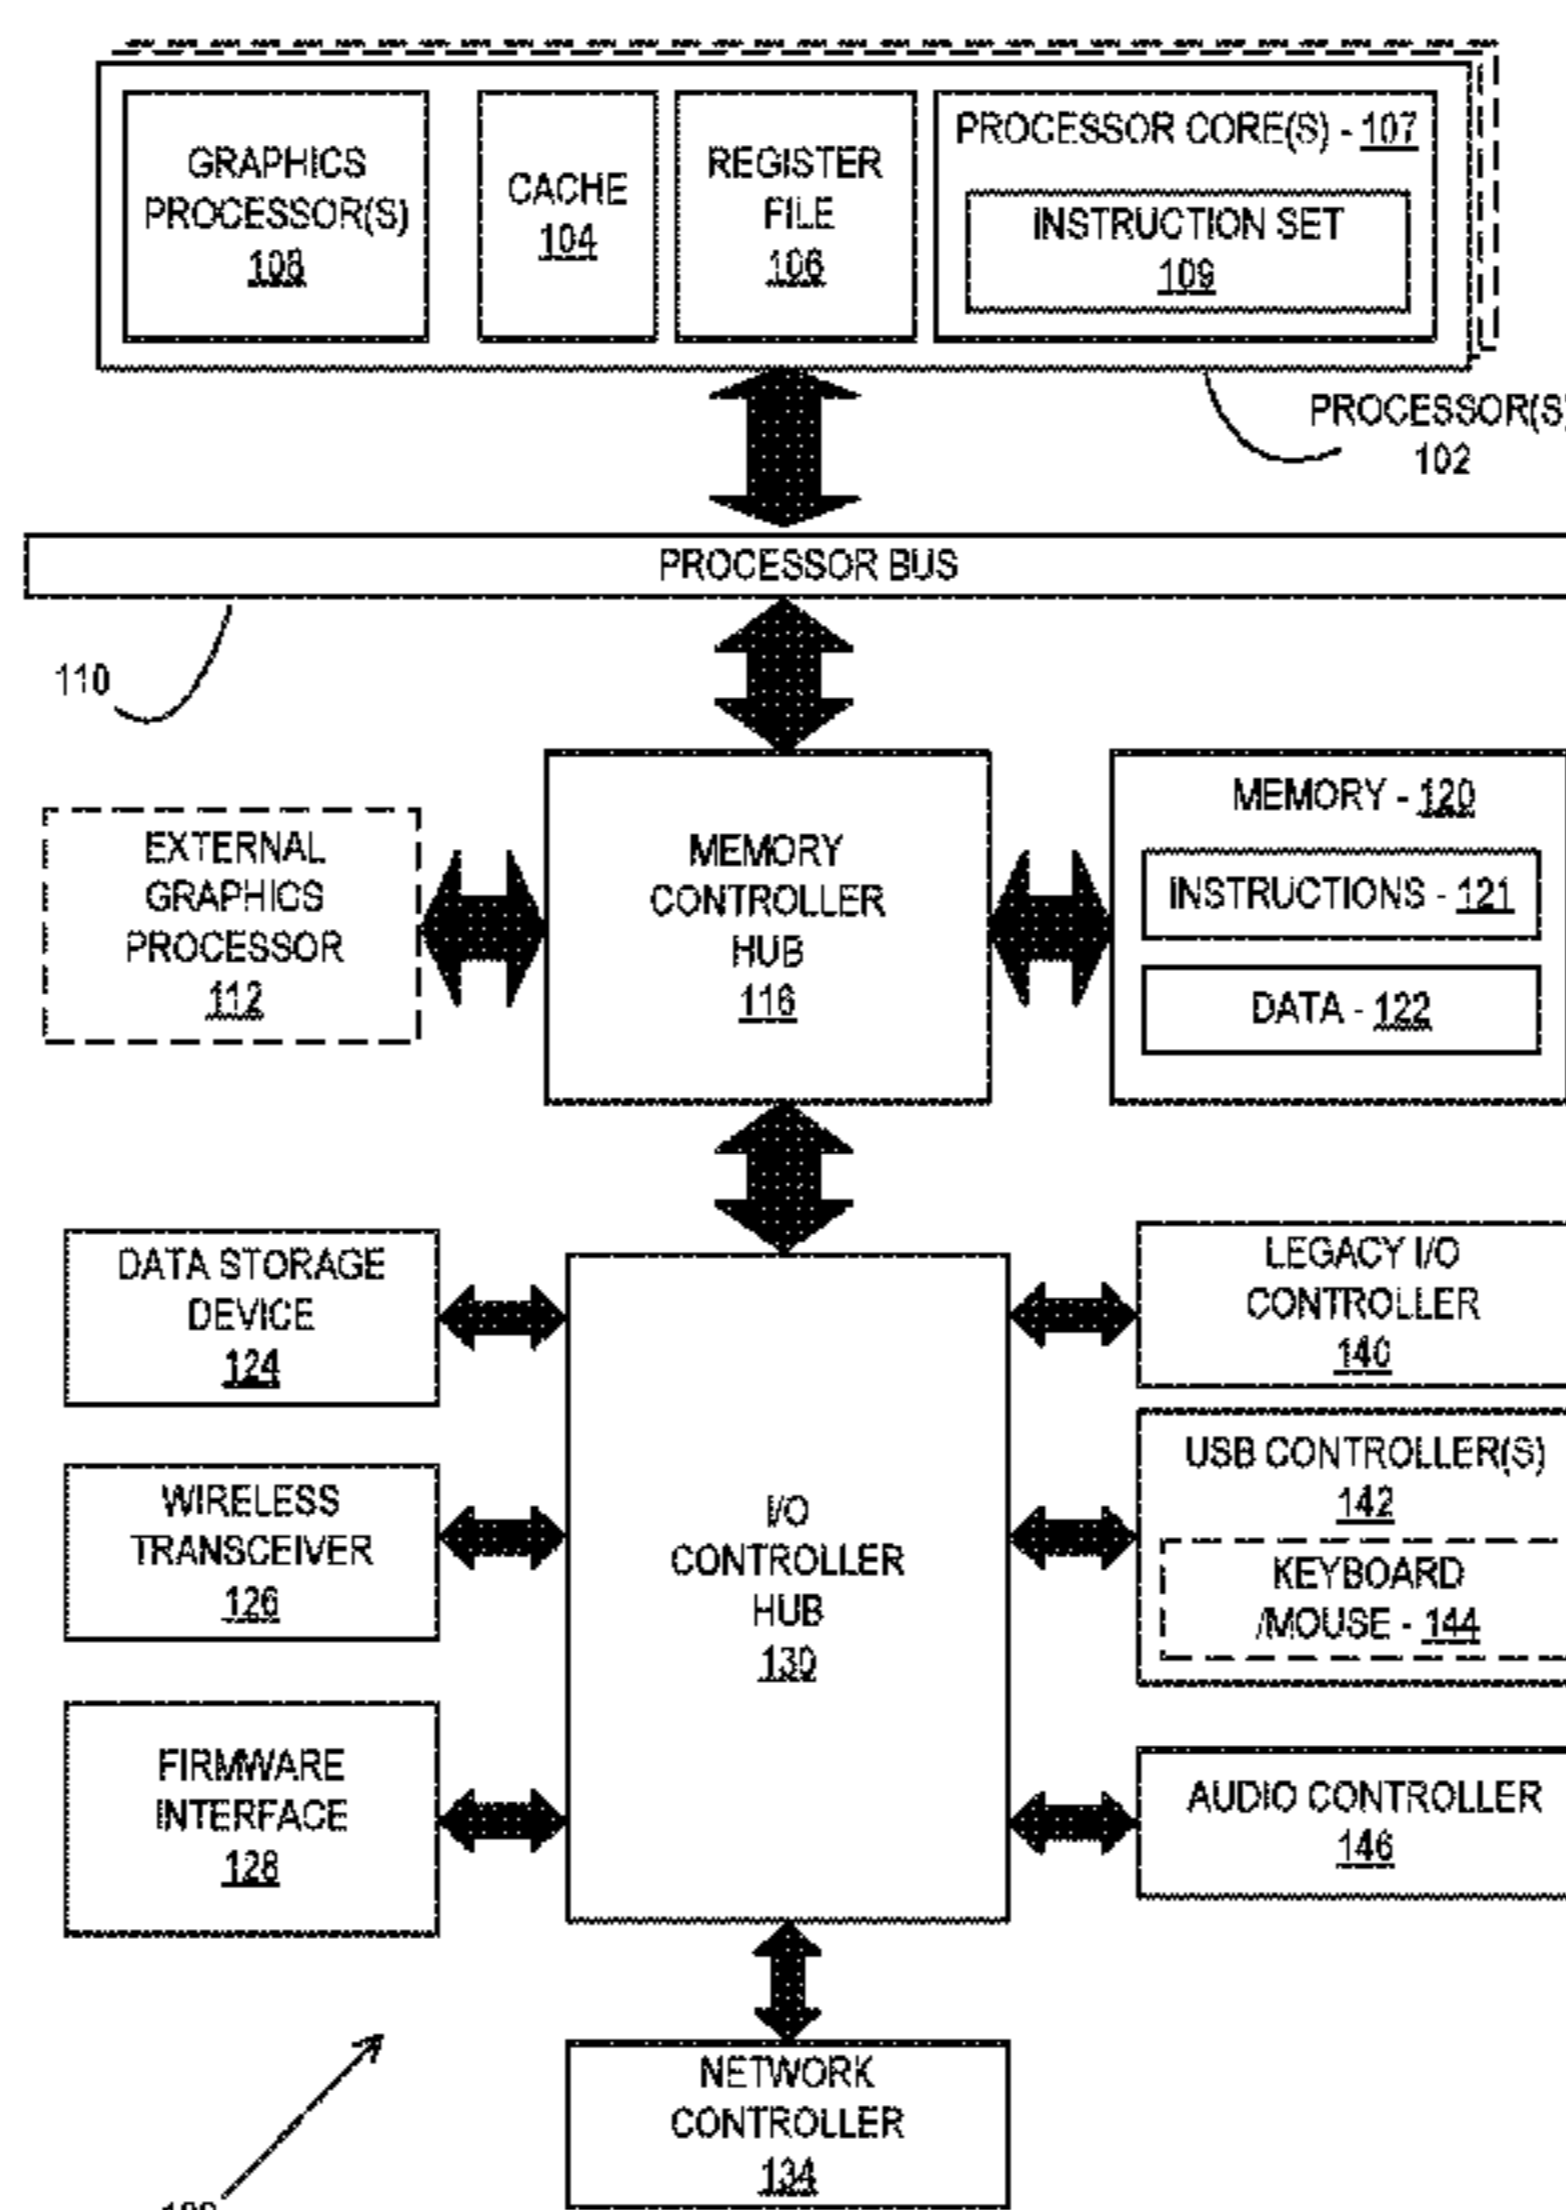 GRAPHICS
PROCESSOR(S)
108
CACHE
104
REGISTER
FILE
106
PROCESSOR CORE(S) - 107
INSTRUCTION SET
109
PROCESSOR(S)
102
PROCESSOR BUS
110
EXTERNAL
GRAPHICS
PROCESSOR
112
MEMORY
CONTROLLER
HUB
116
MEMORY - 120
INSTRUCTIONS - 121
DATA - 122
DATA STORAGE
DEVICE
124
WIRELESS
TRANSCEIVER
126
FIRMWARE
INTERFACE
128
I/O
CONTROLLER
HUB
130
LEGACY I/O
CONTROLLER
140
USB CONTROLLER(S)
142
KEYBOARD
/MOUSE - 144
AUDIO CONTROLLER
146
NETWORK
CONTROLLER
134